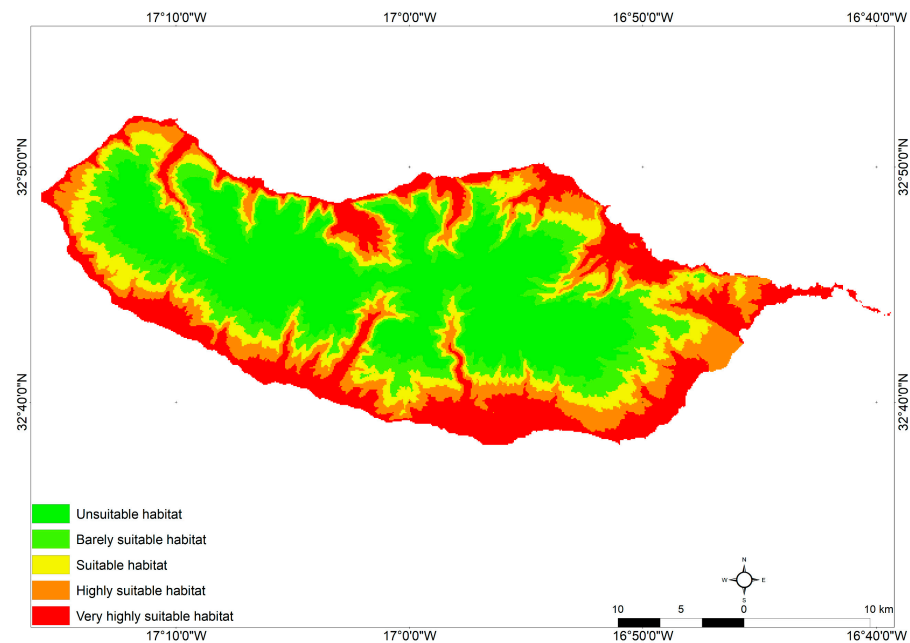 17°10'0"W 17°0'0"W 16°50'0"W 16°40'0"W
32°50'0"N 32°50'0"N
32°40'0"N 32°40'0"N
Unsuitable habitat
Barely suitable habitat
Suitable habitat
Highly suitable habitat
Very highly suitable habitat
N
W E
S
10 5 0 10 km
17°10'0"W 17°0'0"W 16°50'0"W 16°40'0"W